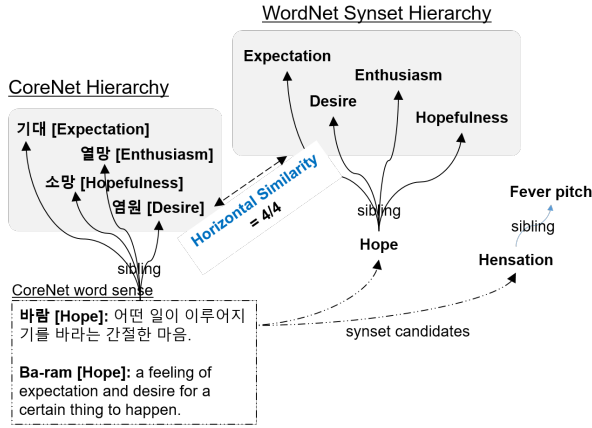 WordNet Synset Hierarchy
Expectation
Enthusiasm
Desire
Hopefulness
CoreNet Hierarchy
기대 [Expectation]
열망 [Enthusiasm]
소망 [Hopefulness]
염원 [Desire]
Horizontal Similarity
= 4/4
sibling
Hope
Fever pitch
sibling
Hensation
sibling
CoreNet word sense
바람 [Hope]: 어떤 일이 이루어지
기를 바라는 간절한 마음.
Ba-ram [Hope]: a feeling of
expectation and desire for a
certain thing to happen.
synset candidates